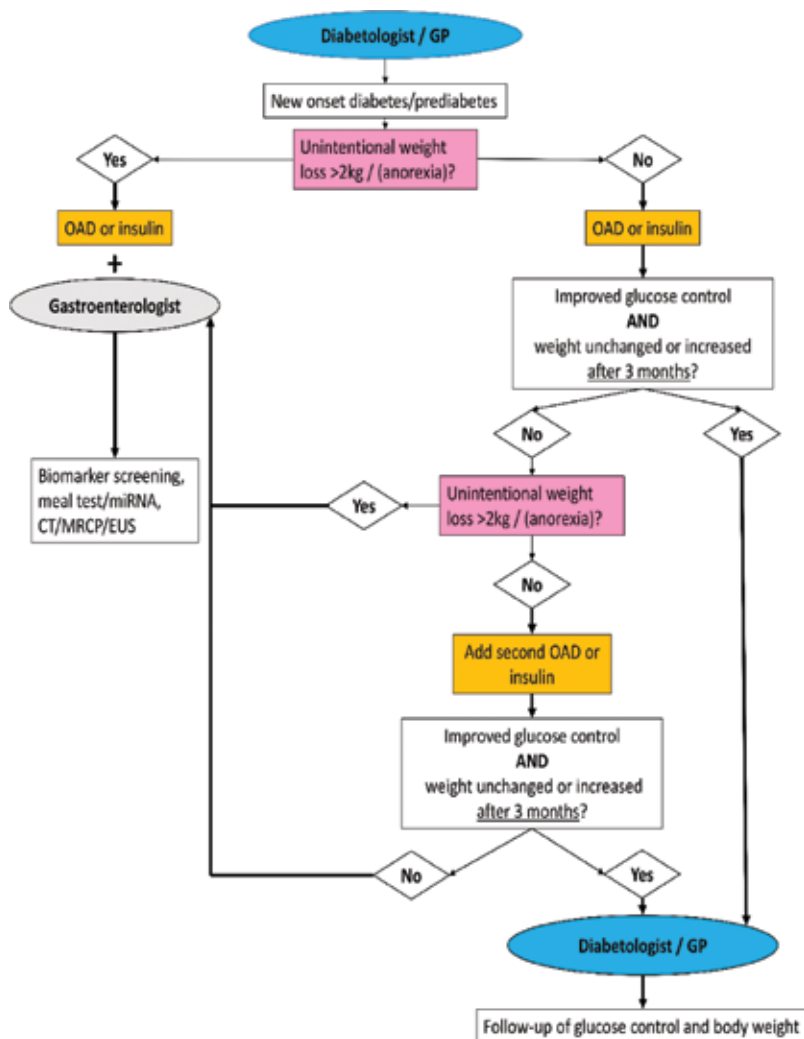 Diabetologist / GP
New onset diabetes/prediabetes
Unintentional weight
loss >2kg / (anorexia)?
Yes
No
OAD or insulin
OAD or insulin
+
Gastroenterologist
Improved glucose control
AND
weight unchanged or increased
after 3 months?
No
Yes
Biomarker screening,
meal test/miRNA,
CT/MRCP/EUS
Yes
Unintentional weight
loss >2kg / (anorexia)?
No
Add second OAD or
insulin
Improved glucose control
AND
weight unchanged or increased
after 3 months?
No
Yes
Diabetologist / GP
Follow-up of glucose control and body weight